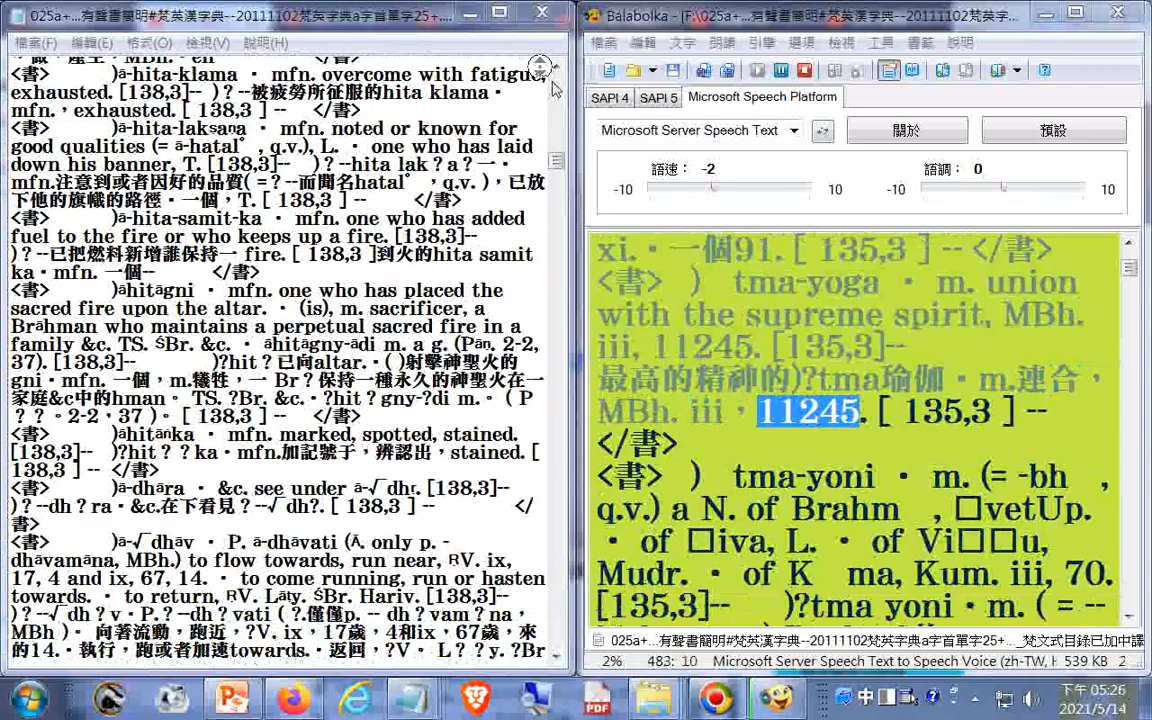 025a+...有聲書簡明#梵英漢字典--20111102梵英字典a字首單字25+...
檔案(F) 編輯(E) 格式(O) 檢視(V) 說明(H)
<書> )ā-hita-klama · mfn. overcome with fatigue,
exhausted. [138,3]-- )？--被疲勞所征服的hita klama·
mfn.，exhausted. [ 138,3 ] -- </書>
<書> )ā-hita-lakṣaṇa · mfn. noted or known for
good qualities (= ā-hatal˚, q.v.), L. · one who has laid
down his banner, T. [138,3]-- )？--hita lak？a？一·
mfn.注意到或者因好的品質( =？--而聞名hatal˚ ，q.v. )，已放
下他的旗幟的路徑·一個，T. [ 138,3 ] -- </書>
<書> )ā-hita-samit-ka · mfn. one who has added
fuel to the fire or who keeps up a fire. [138,3]--
)？--已把燃料新增誰保持一 fire. [ 138,3 ]到火的hita samit
ka·mfn. 一個-- </書>
<書> )āhitāgni · mfn. one who has placed the
sacred fire upon the altar. · (is), m. sacrificer, a
Brāhman who maintains a perpetual sacred fire in a
family &c. TS. ŚBr. &c. · āhitāgny-ādi m. a g. (Pāṇ. 2-2,
37). [138,3]-- )?hit？已向altar.·( )射擊神聖火的
gni·mfn. 一個，m.犧牲，一 Br？保持一種永久的神聖火在一
家庭&c中的hman。 TS. ?Br. &c.·?hit？gny-?di m.。( P
？？。2-2，37 )。[ 138,3 ] -- </書>
<書> )āhitāṅka · mfn. marked, spotted, stained.
[138,3]-- )?hit？？ka·mfn.加記號于，辨認出，stained. [
138,3 ] -- </書>
<書> )ā-dhāra · &c. see under ā-√dhṛ. [138,3]--
)？--dh？ra·&c.在下看見？--√ dh?. [ 138,3 ] -- </
書>
<書> )ā-√dhāv · P. ā-dhāvati (Ā. only p. -
dhāvamāna, MBh.) to flow towards, run near, RV. ix,
17, 4 and ix, 67, 14. · to come running, run or hasten
towards. · to return, RV. Lāṭy. ŚBr. Hariv. [138,3]--
)？--√dh？v·P.？--dh？vati (？.僅僅p. -- dh？vam？na，
MBh )。 向著流動，跑近，?V. ix，17歲，4和ix，67歲，來
的14.·執行，跑或者加速towards.·返回，?V· L？？y. ?Br
Balabolka - [F:\025a+...有聲書簡明#梵英漢字典--20111102梵英字...
檔案 編輯 文字 朗讀 引擎 選項 檢視 工具 書籤 說明
SAPI 4 SAPI 5 Microsoft Speech Platform
Microsoft Server Speech Text 關於 預設
語速： -2 語調： 0
-10 10 -10 10
xi.·一個91. [ 135,3 ] -- </書>
<書> ) tma-yoga · m. union
with the supreme spirit, MBh.
iii, 11245. [135,3]--
最高的精神的)?tma瑜伽·m.連合，
MBh. iii，11245. [ 135,3 ] --
</書>
<書> ) tma-yoni · m. (= -bh ,
q.v.) a N. of Brahm , □vetUp.
· of □iva, L. · of Vi□□u,
Mudr. · of K ma, Kum. iii, 70.
[135,3]-- )?tma yoni·m. ( = --
025a+...有聲書簡明#梵英漢字典--20111102梵英字典a字首單字25+..._梵文式目錄已加中譯
2% 483: 10 Microsoft Server Speech Text to Speech Voice (zh-TW, H 539 KB 2
中
下午 05:26
2021/5/14